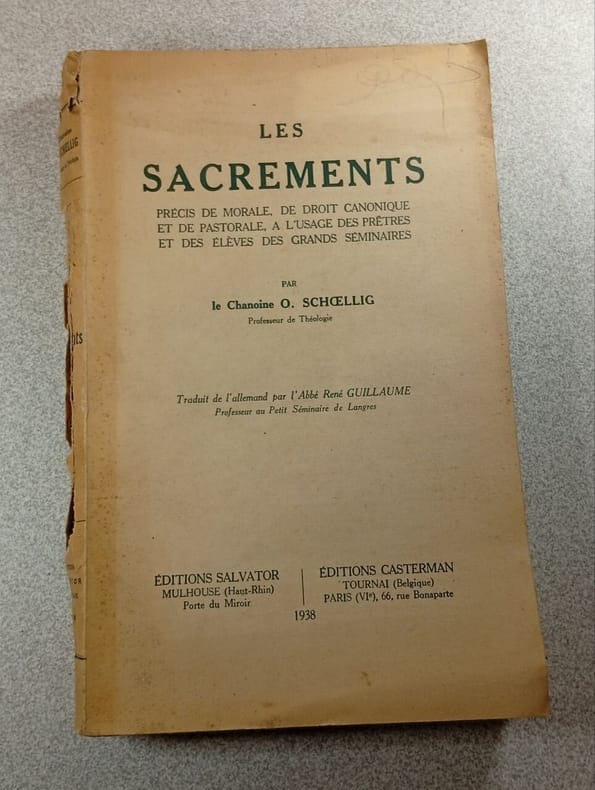 LES
SACREMENTS
PRÉCIS DE MORALE, DE DROIT CANONIQUE
ET DE PASTORALE, A L'USAGE DES PRÊTRES
ET DES ÉLÈVES DES GRANDS SÉMINAIRES
PAR
le Chanoine O. SCHŒLLIG
Professeur de Théologie
Traduit de l'allemand par l'Abbé René GUILLAUME
Professeur au Petit Séminaire de Langres
ÉDITIONS SALVATOR
MULHOUSE (Haut-Rhin)
Porte du Miroir
ÉDITIONS CASTERMAN
TOURNAI (Belgique)
PARIS (VIe), 66, rue Bonaparte
1938